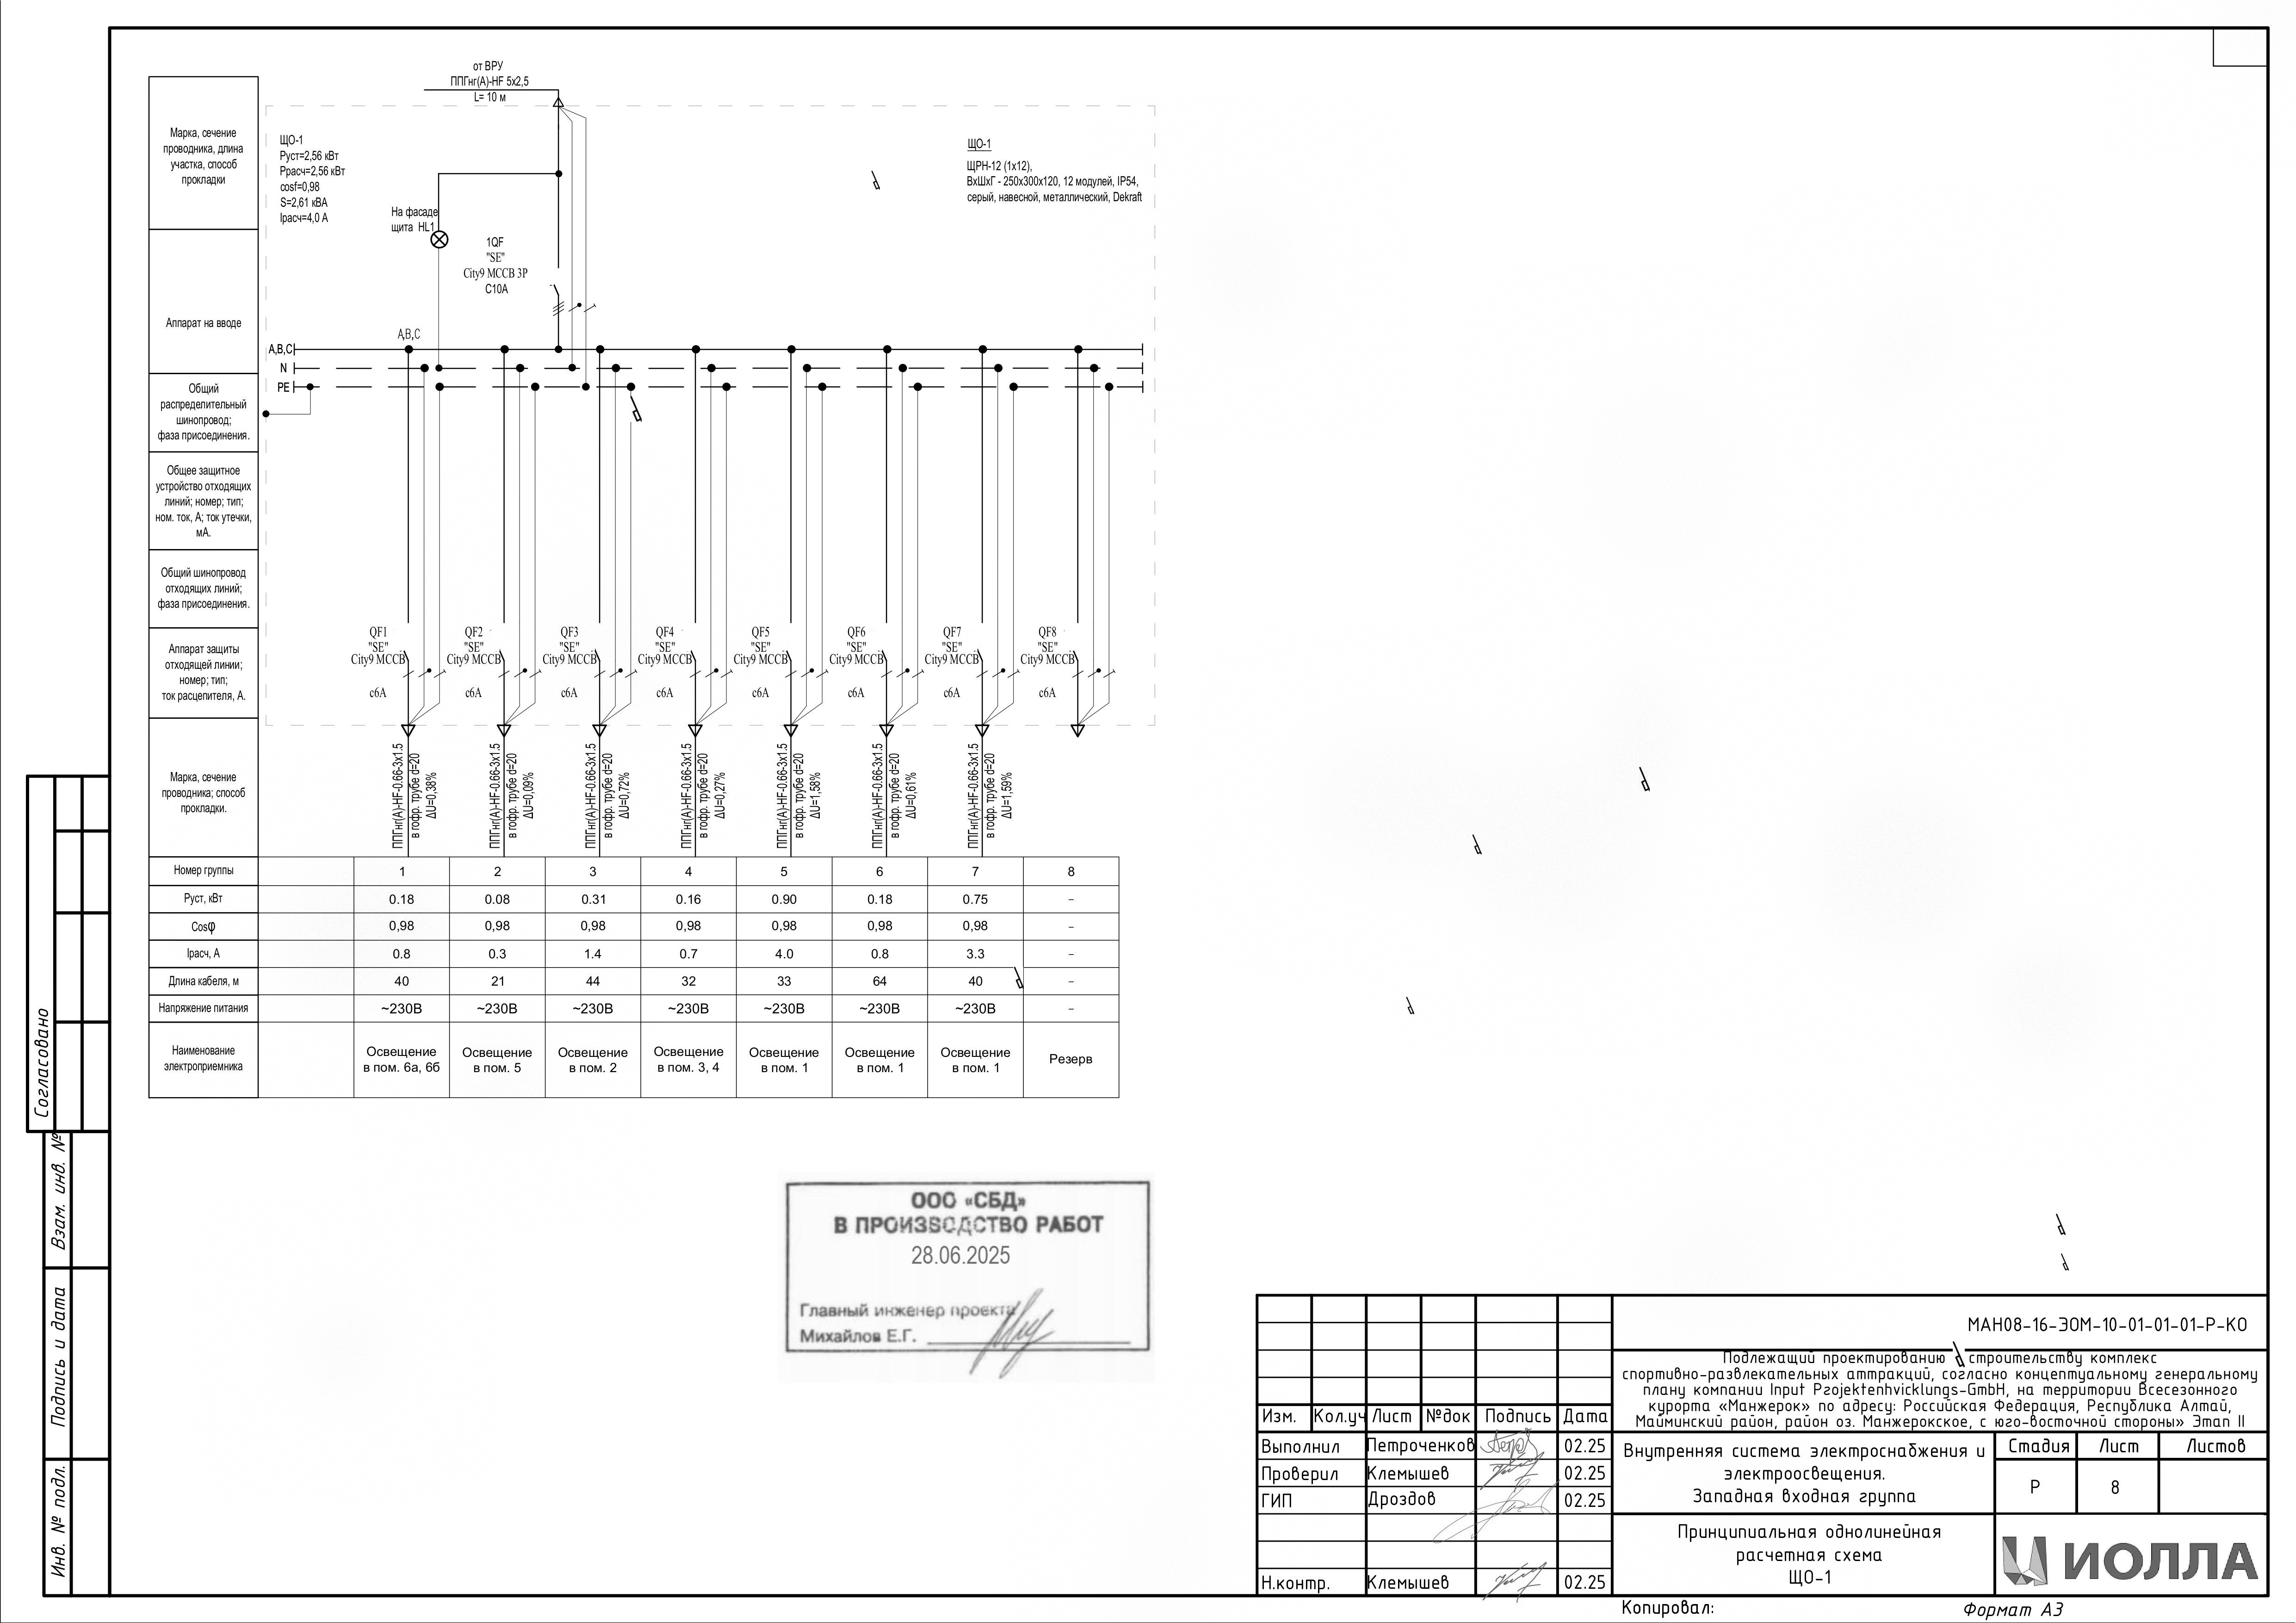 от ВРУ
ППГнг(А)-HF 5х2,5
L= 10 м
Марка, сечение
проводника, длина
участка, способ
прокладки
ЩО-1
Руст=2,56 кВт
Ррасч=2,56 кВт
cosf=0,98
S=2,61 кВА
Iрасч=4,0 А
ЩО-1
ЩРН-12 (1х12),
ВхШхГ - 250х300х120, 12 модулей, IP54,
серый, навесной, металлический, Dekraft
На фасаде
щита HL1
1QF
"SE"
City9 MCCB 3P
C10A
Аппарат на вводе
A,B,C
A,B,C
N
PE
Общий
распределительный
шинопровод;
фаза присоединения.
Общее защитное
устройство отходящих
линий; номер; тип;
ном. ток, А; ток утечки,
мА.
Общий шинопровод
отходящих линий;
фаза присоединения.
Аппарат защиты
отходящей линии;
номер; тип;
ток расцепителя, А.
QF1 QF2 QF3 QF4 QF5 QF6 QF7 QF8
"SE" "SE" "SE" "SE" "SE" "SE" "SE" "SE"
City9 MCCB City9 MCCB City9 MCCB City9 MCCB City9 MCCB City9 MCCB City9 MCCB City9 MCCB
c6A c6A c6A c6A c6A c6A c6A c6A
Марка, сечение
проводника; способ
прокладки.
ППГнг(А)-HF-0.66-3х1.5
в гофр. трубе d=20
ΔU=0,38%
ППГнг(А)-HF-0.66-3х1.5
в гофр. трубе d=20
ΔU=0,09%
ППГнг(А)-HF-0.66-3х1.5
в гофр. трубе d=20
ΔU=0,72%
ППГнг(А)-HF-0.66-3х1.5
в гофр. трубе d=20
ΔU=0,27%
ППГнг(А)-HF-0.66-3х1.5
в гофр. трубе d=20
ΔU=1,58%
ППГнг(А)-HF-0.66-3х1.5
в гофр. трубе d=20
ΔU=0,61%
ППГнг(А)-HF-0.66-3х1.5
в гофр. трубе d=20
ΔU=1,59%
Номер группы 1 2 3 4 5 6 7 8
Руст, кВт 0.18 0.08 0.31 0.16 0.90 0.18 0.75 –
Cosφ 0,98 0,98 0,98 0,98 0,98 0,98 0,98 –
Iрасч, А 0.8 0.3 1.4 0.7 4.0 0.8 3.3 –
Длина кабеля, м 40 21 44 32 33 64 40 –
Напряжение питания ~230В ~230В ~230В ~230В ~230В ~230В ~230В –
Наименование
электроприемника
Освещение
в пом. 6а, 6б
Освещение
в пом. 5
Освещение
в пом. 2
Освещение
в пом. 3, 4
Освещение
в пом. 1
Освещение
в пом. 1
Освещение
в пом. 1
Резерв
ООО «СБД»
В ПРОИЗВОДСТВО РАБОТ
28.06.2025
Главный инженер проекта
Михайлов Е.Г.
Согласовано
Взам. инв. №
Подпись и дата
Инв. № подл.
МАН08-16-ЭОМ-10-01-01-01-Р-КО
Подлежащий проектированию строительству комплекс
спортивно-развлекательных аттракций, согласно концептуальному генеральному
плану компании Input Projektenhvicklungs-GmbH, на территории Всесезонного
курорта «Манжерок» по адресу: Российская Федерация, Республика Алтай,
Майминский район, район оз. Манжерокское, с юго-восточной стороны» Этап II
Изм. Кол.уч Лист №док Подпись Дата
Выполнил Петроченков 02.25
Проверил Клемышев 02.25
ГИП Дроздов 02.25
Н.контр. Клемышев 02.25
Внутренняя система электроснабжения и
электроосвещения.
Западная входная группа
Стадия Лист Листов
Р 8
Принципиальная однолинейная
расчетная схема
ЩО-1
ИОЛЛА
Копировал:
Формат А3